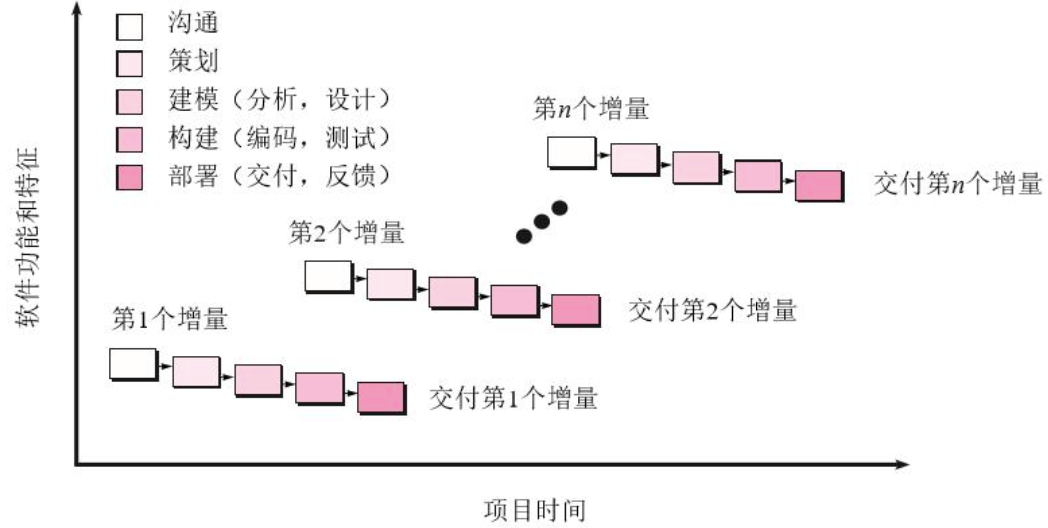 沟通
策划
建模（分析，设计）
构建（编码，测试）
部署（交付，反馈）
第n个增量
交付第n个增量
第2个增量
交付第2个增量
第1个增量
交付第1个增量
软件功能和特征
项目时间